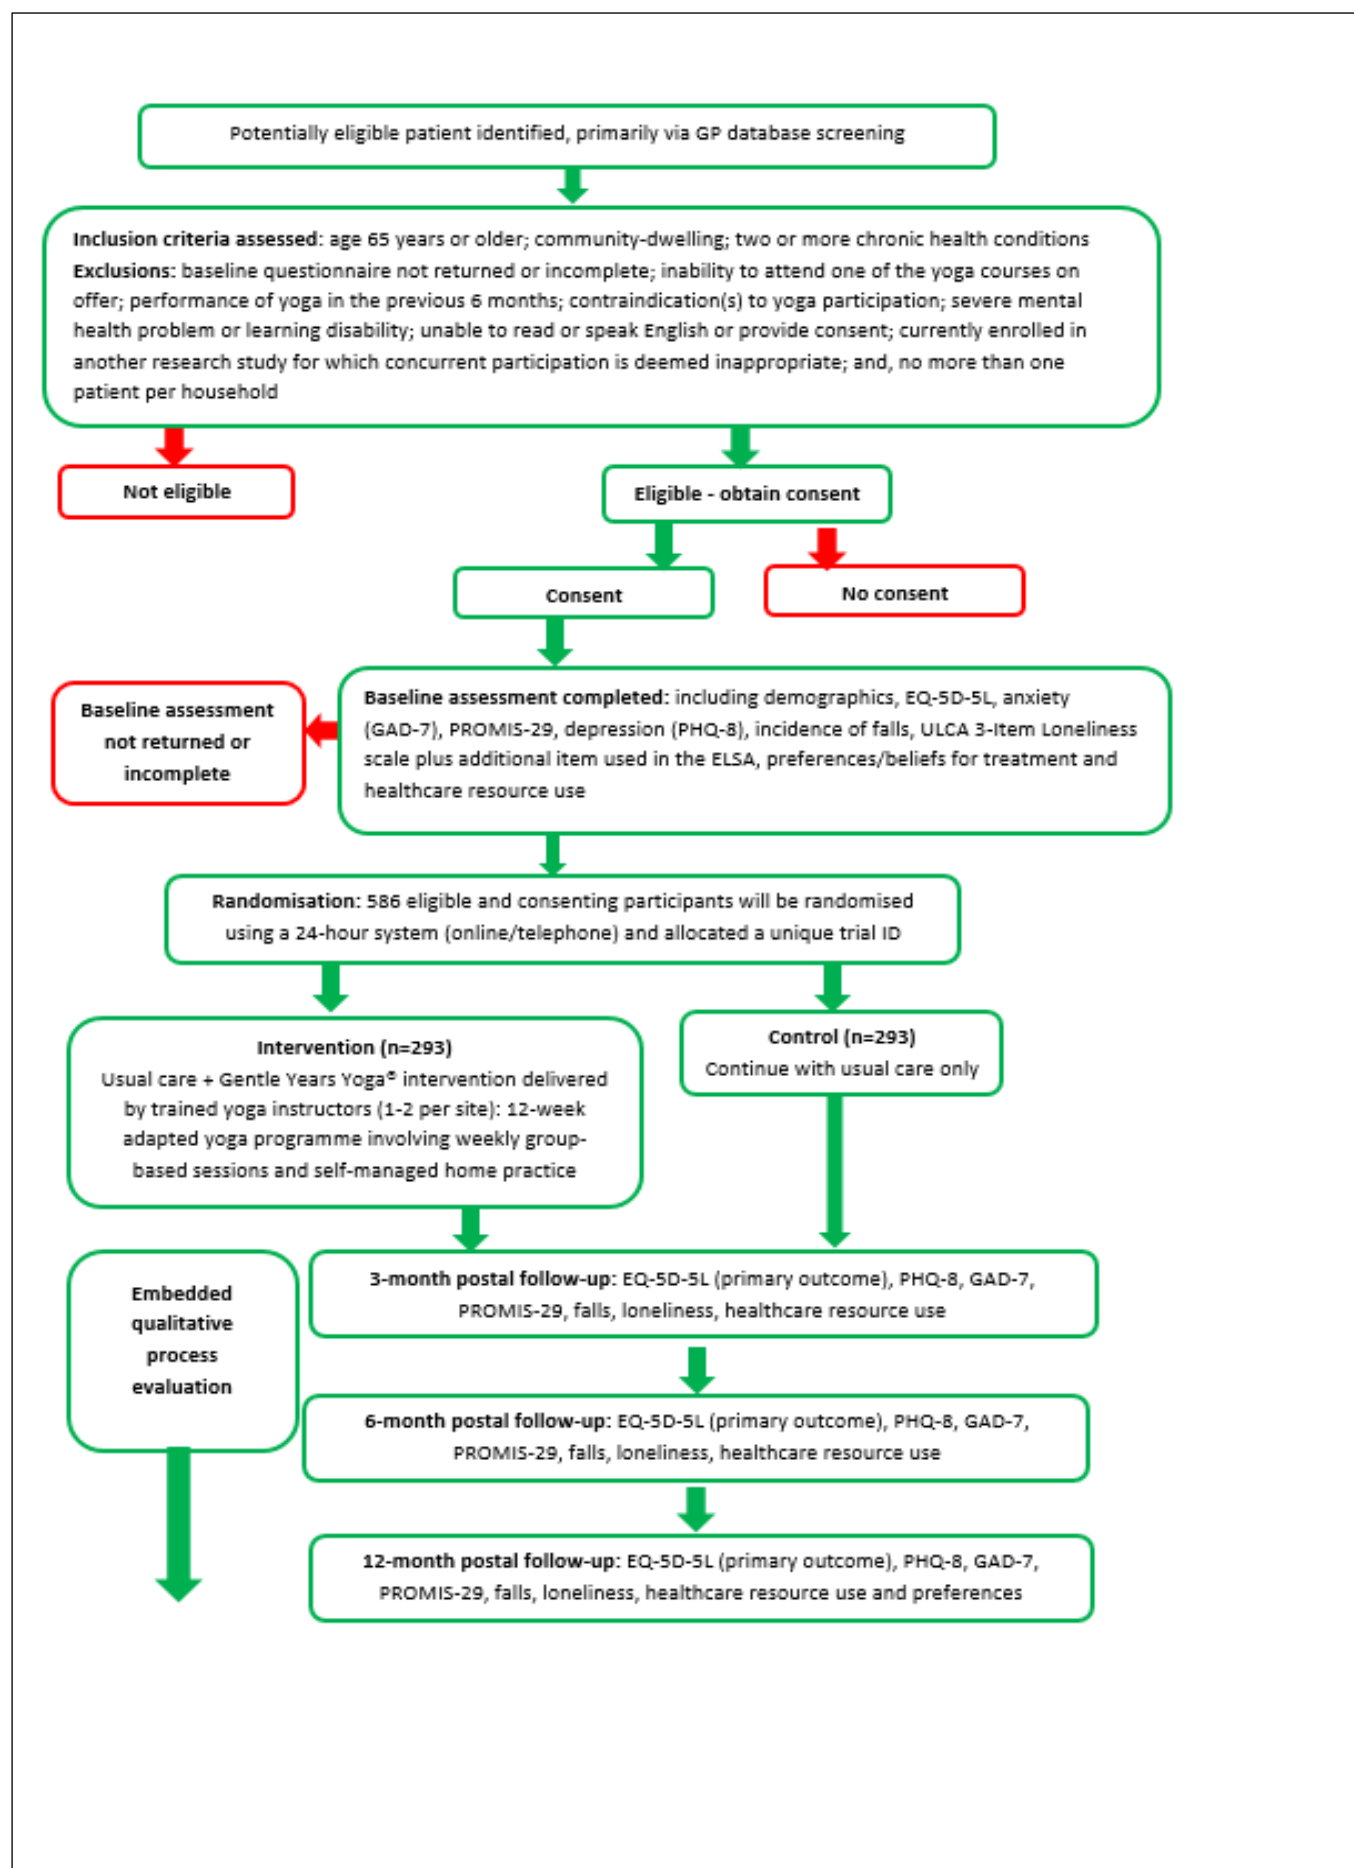 Potentially eligible patient identified, primarily via GP database screening
Inclusion criteria assessed: age 65 years or older; community-dwelling; two or more chronic health conditions
Exclusions: baseline questionnaire not returned or incomplete; inability to attend one of the yoga courses on
offer; performance of yoga in the previous 6 months; contraindication(s) to yoga participation; severe mental
health problem or learning disability; unable to read or speak English or provide consent; currently enrolled in
another research study for which concurrent participation is deemed inappropriate; and, no more than one
patient per household
Not eligible
Eligible - obtain consent
Consent
No consent
Baseline assessment
not returned or
incomplete
Baseline assessment completed: including demographics, EQ-5D-5L, anxiety
(GAD-7), PROMIS-29, depression (PHQ-8), incidence of falls, ULCA 3-Item Loneliness
scale plus additional item used in the ELSA, preferences/beliefs for treatment and
healthcare resource use
Randomisation: 586 eligible and consenting participants will be randomised
using a 24-hour system (online/telephone) and allocated a unique trial ID
Intervention (n=293)
Usual care + Gentle Years Yoga® intervention delivered
by trained yoga instructors (1-2 per site): 12-week
adapted yoga programme involving weekly group-
based sessions and self-managed home practice
Control (n=293)
Continue with usual care only
Embedded
qualitative
process
evaluation
3-month postal follow-up: EQ-5D-5L (primary outcome), PHQ-8, GAD-7,
PROMIS-29, falls, loneliness, healthcare resource use
6-month postal follow-up: EQ-5D-5L (primary outcome), PHQ-8, GAD-7,
PROMIS-29, falls, loneliness, healthcare resource use
12-month postal follow-up: EQ-5D-5L (primary outcome), PHQ-8, GAD-7,
PROMIS-29, falls, loneliness, healthcare resource use and preferences